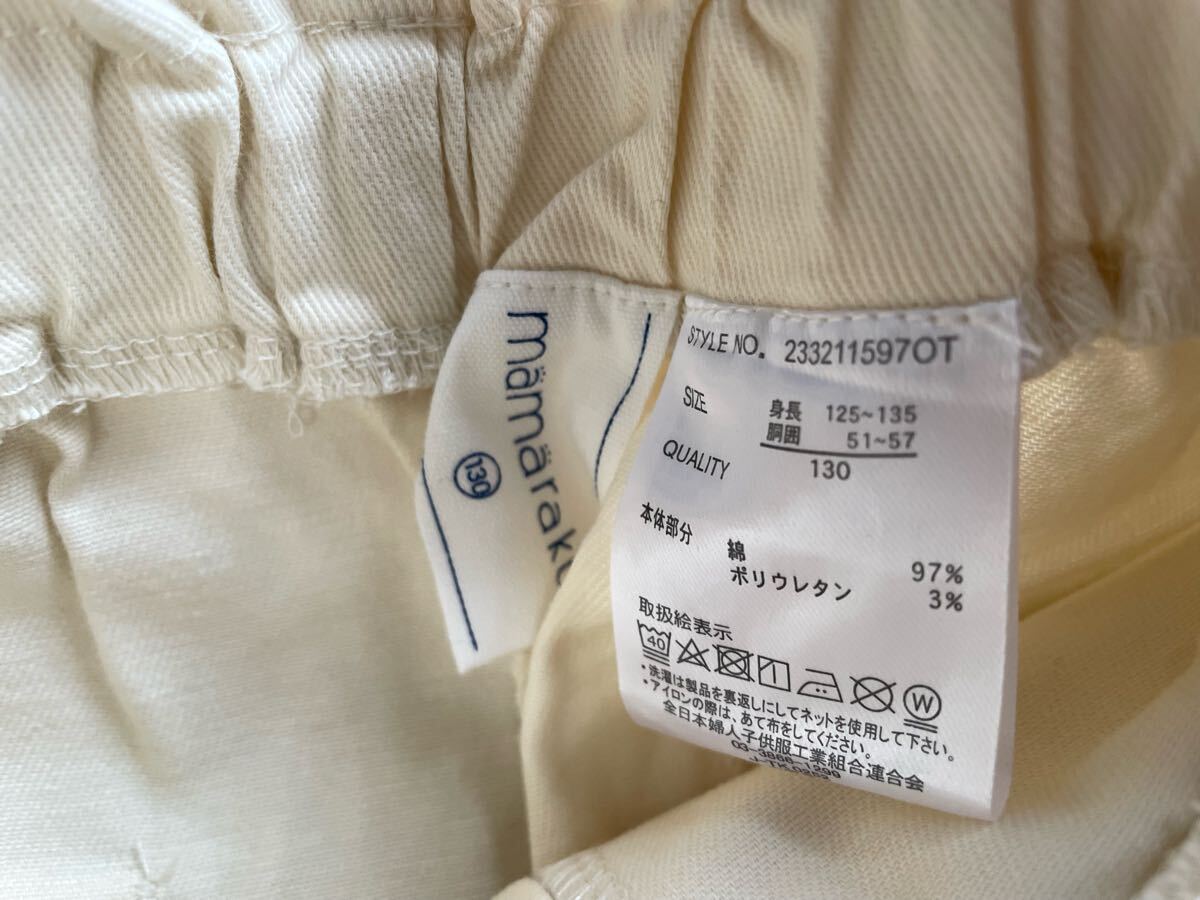 mämärak
130
STYLE NO. 233211597OT
SIZE 身長 125~135
胴囲 51~57
QUALITY 130
本体部分
綿 97%
ポリウレタン 3%
取扱絵表示
40 W
・洗濯は製品を裏返しにしてネットを使用して下さい。
・アイロンの際は、あて布をしてください。
全日本婦人子供服工業組合連合会